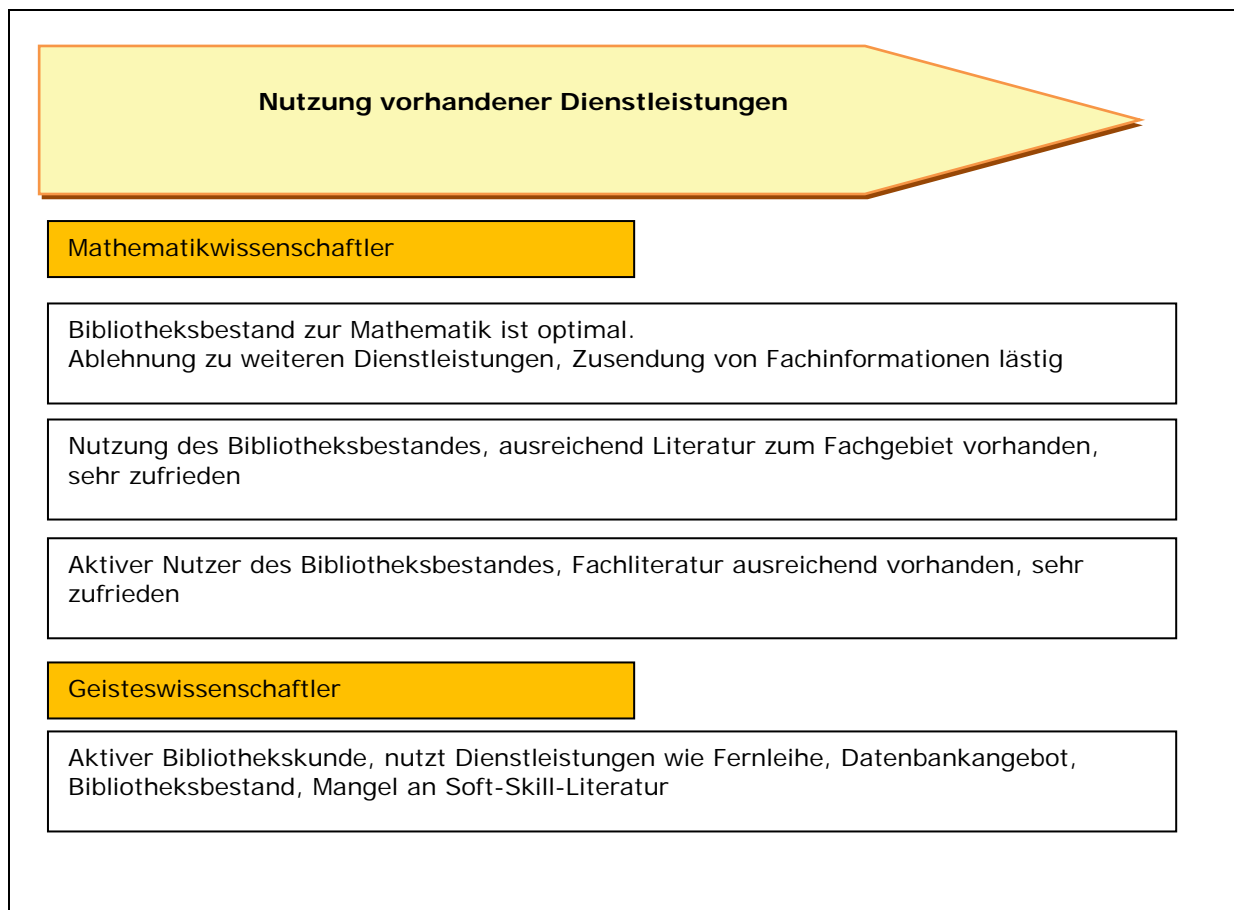 Nutzung vorhandener Dienstleistungen
Mathematikwissenschaftler
Bibliotheksbestand zur Mathematik ist optimal.
Ablehnung zu weiteren Dienstleistungen, Zusendung von Fachinformationen lästig
Nutzung des Bibliotheksbestandes, ausreichend Literatur zum Fachgebiet vorhanden,
sehr zufrieden
Aktiver Nutzer des Bibliotheksbestandes, Fachliteratur ausreichend vorhanden, sehr
zufrieden
Geisteswissenschaftler
Aktiver Bibliothekskunde, nutzt Dienstleistungen wie Fernleihe, Datenbankangebot,
Bibliotheksbestand, Mangel an Soft-Skill-Literatur